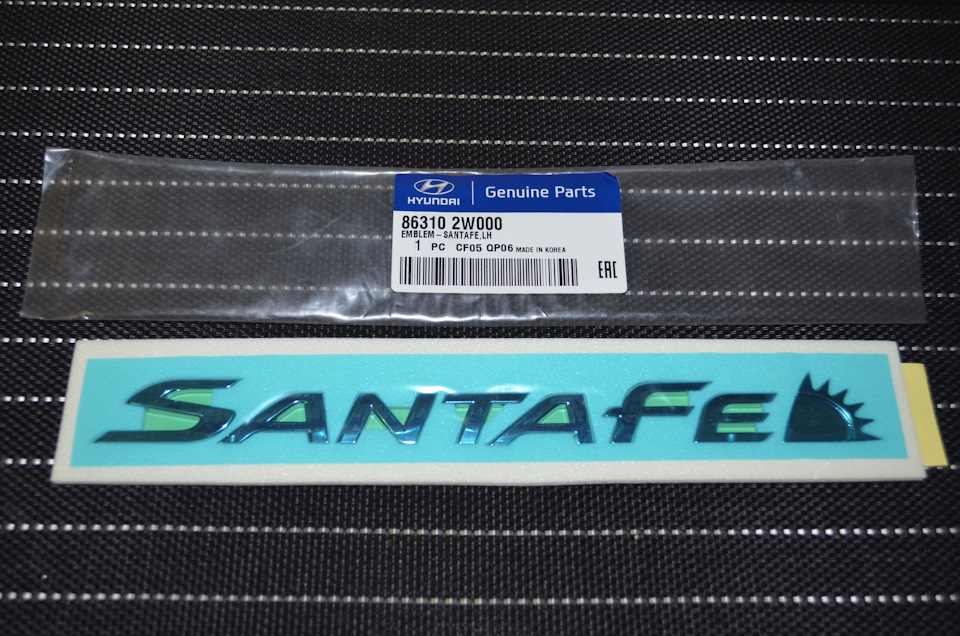 HYUNDAI
Genuine Parts
86310 2W000
EMBLEM-SANTAFE,LH
1 PC CF05 QP06 MADE IN KOREA
EAC
SANTAFE